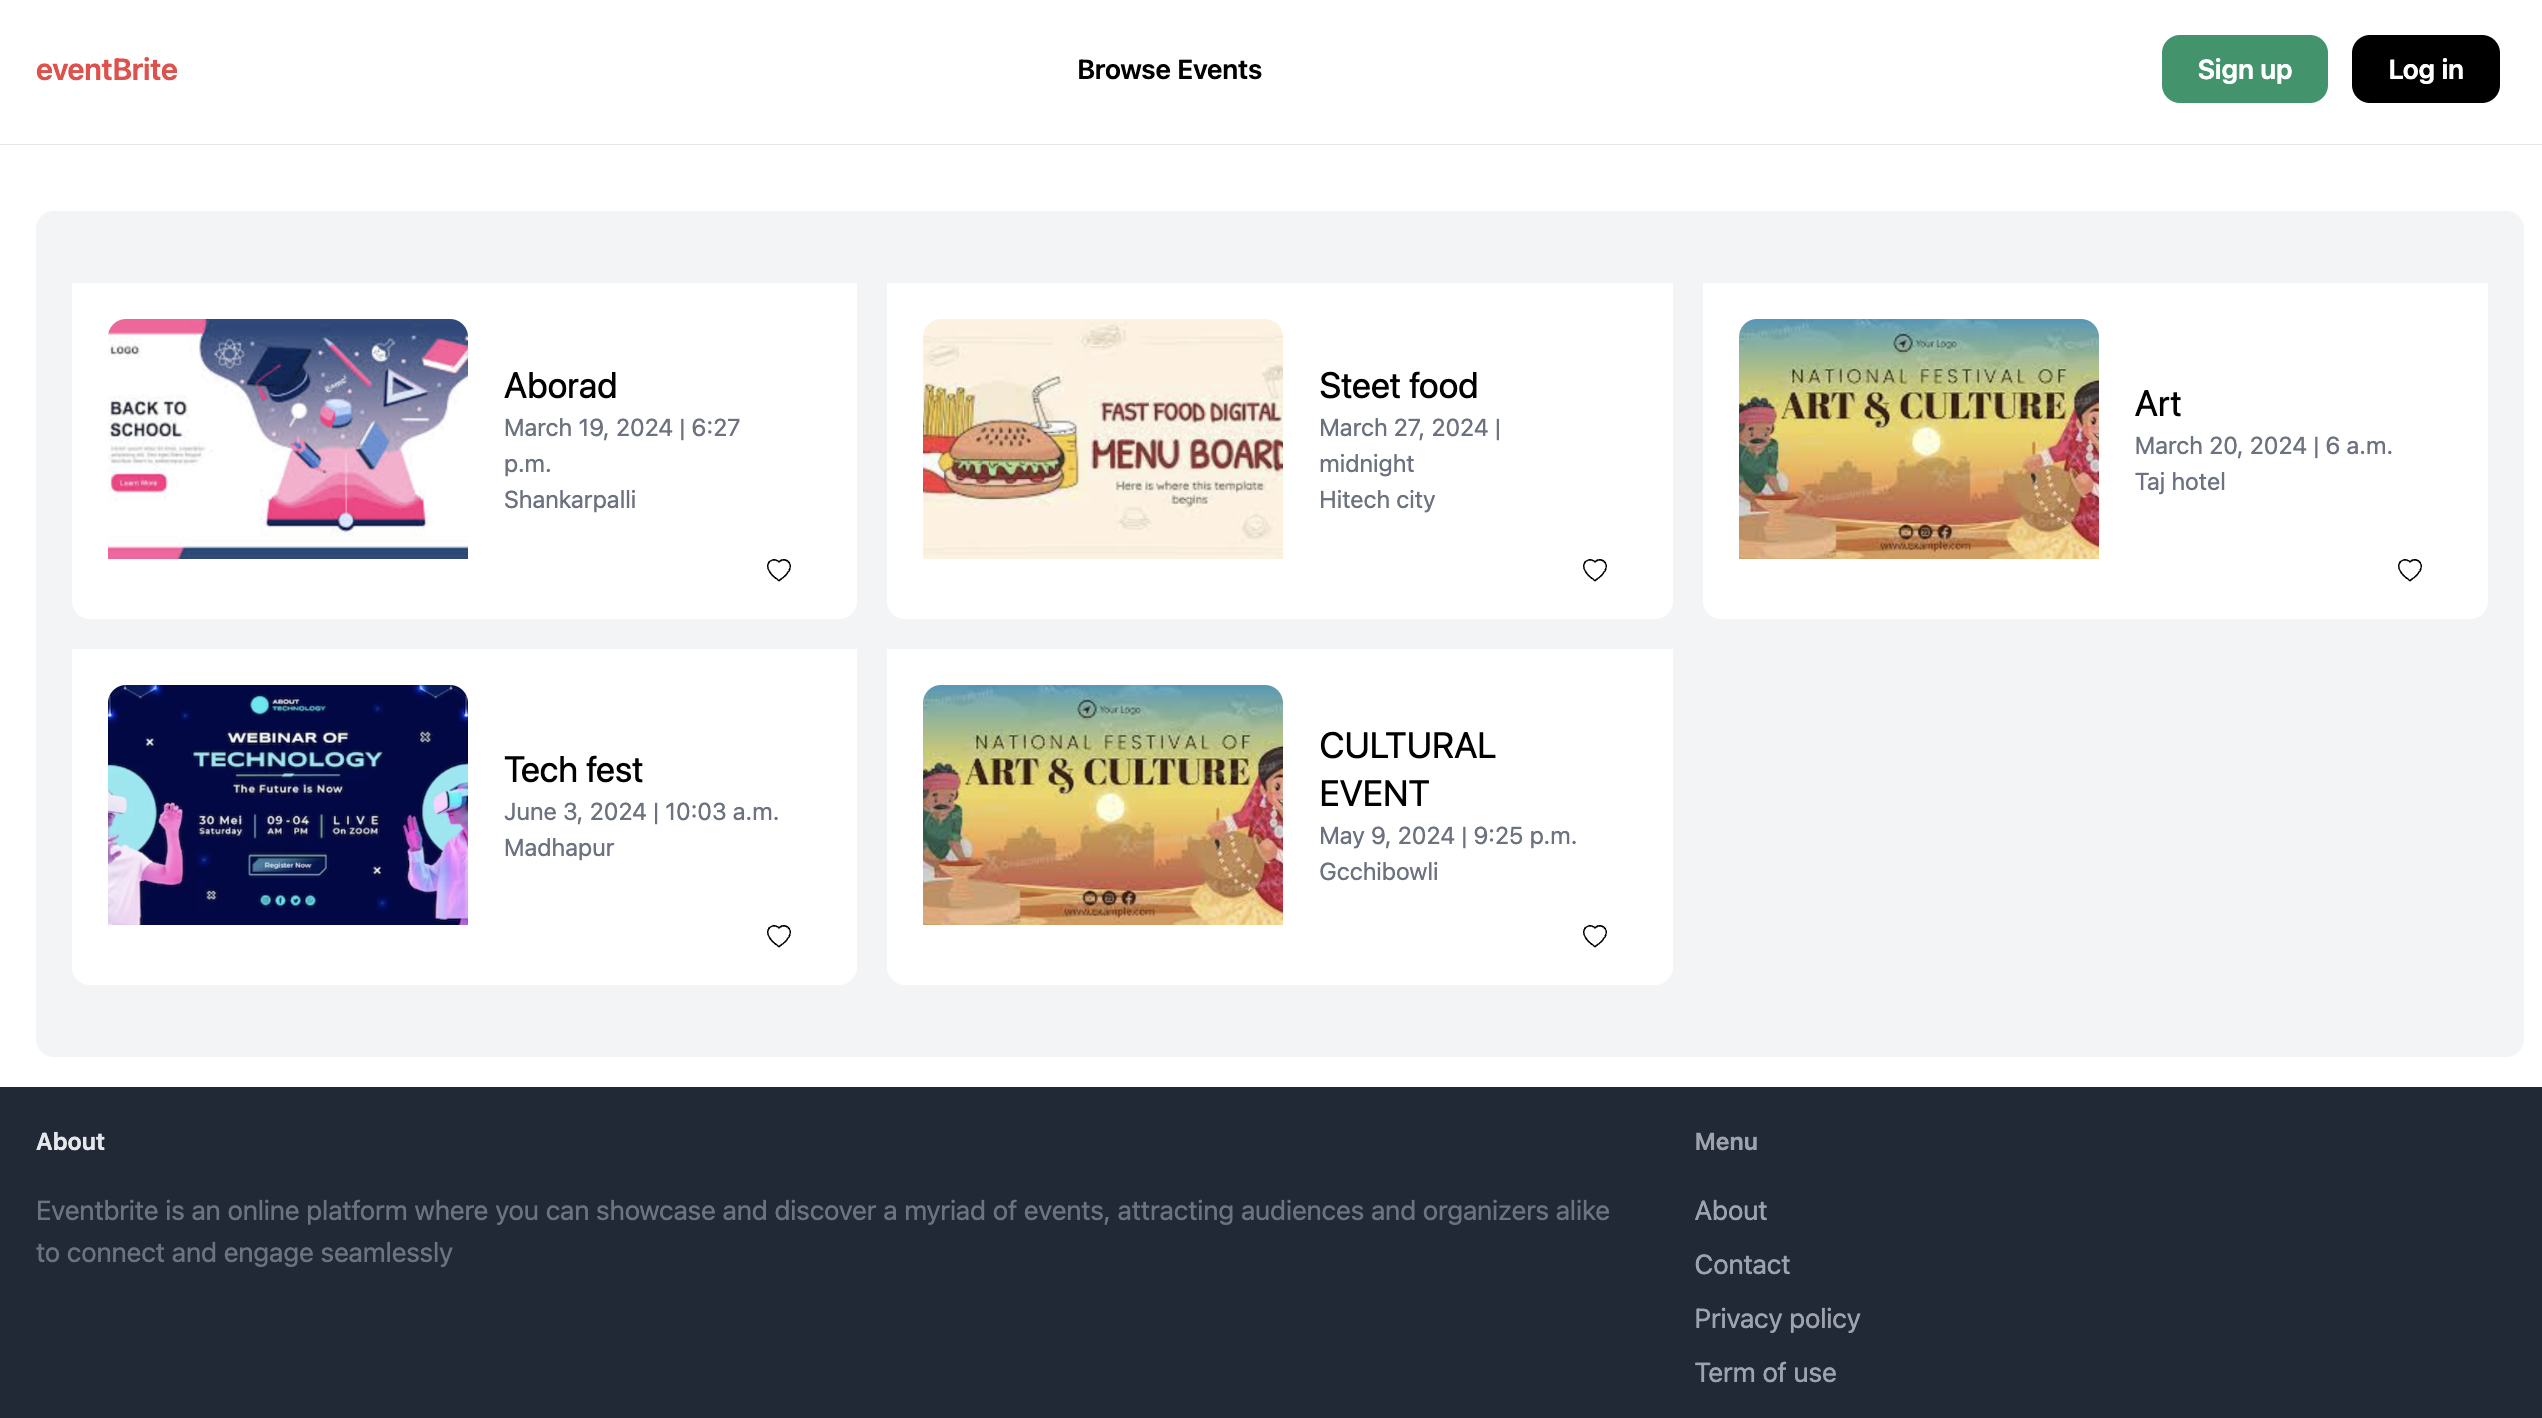 eventBrite
Browse Events
Sign up
Log in
LOGO
BACK TO
SCHOOL
Learn More
Aborad
March 19, 2024 | 6:27
p.m.
Shankarpalli
FAST FOOD DIGITAL
MENU BOARD
Here is where this template
begins
Steet food
March 27, 2024 |
midnight
Hitech city
Your Logo
NATIONAL FESTIVAL OF
ART & CULTURE
www.example.com
Art
March 20, 2024 | 6 a.m.
Taj hotel
ABOUT
TECHNOLOGY
WEBINAR OF
TECHNOLOGY
The Future is Now
30 Mei
Saturday
09-04
AM PM
LIVE
On ZOOM
Register Now
Tech fest
June 3, 2024 | 10:03 a.m.
Madhapur
Your Logo
NATIONAL FESTIVAL OF
ART & CULTURE
www.example.com
CULTURAL
EVENT
May 9, 2024 | 9:25 p.m.
Gcchibowli
About
Eventbrite is an online platform where you can showcase and discover a myriad of events, attracting audiences and organizers alike
to connect and engage seamlessly
Menu
About
Contact
Privacy policy
Term of use